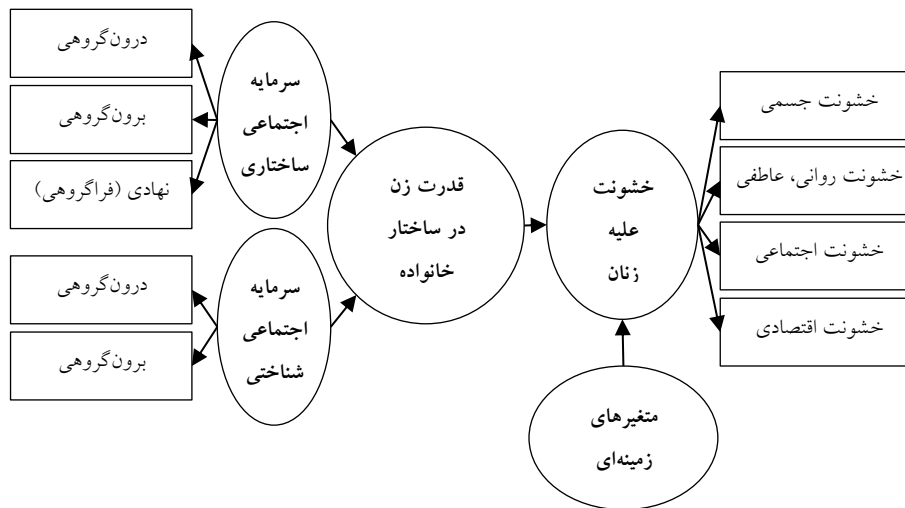 درون‌گروهی
برون‌گروهی
نهادی (فراگروهی)
سرمایه
اجتماعی
ساختاری
درون‌گروهی
برون‌گروهی
سرمایه
اجتماعی
شناختی
قدرت زن
در ساختار
خانواده
خشونت
علیه
زنان
متغیرهای
زمینه‌ای
خشونت جسمی
خشونت روانی، عاطفی
خشونت اجتماعی
خشونت اقتصادی